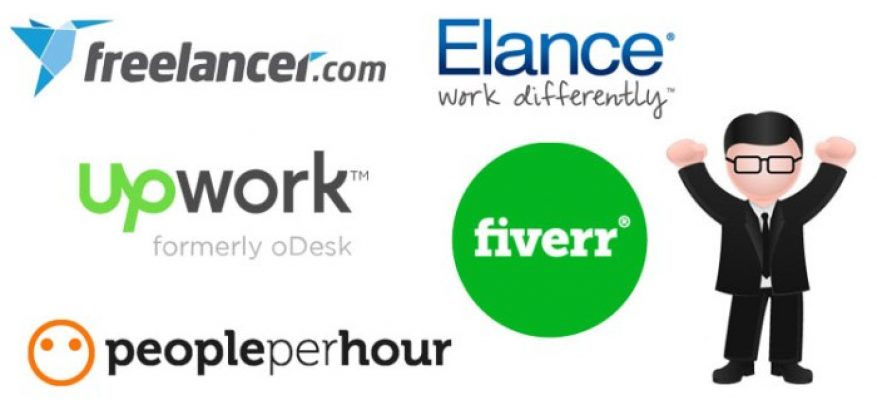 freelancer.com
Elance®
work differently™
upwork™
formerly oDesk
fiverr®
peopleperhour